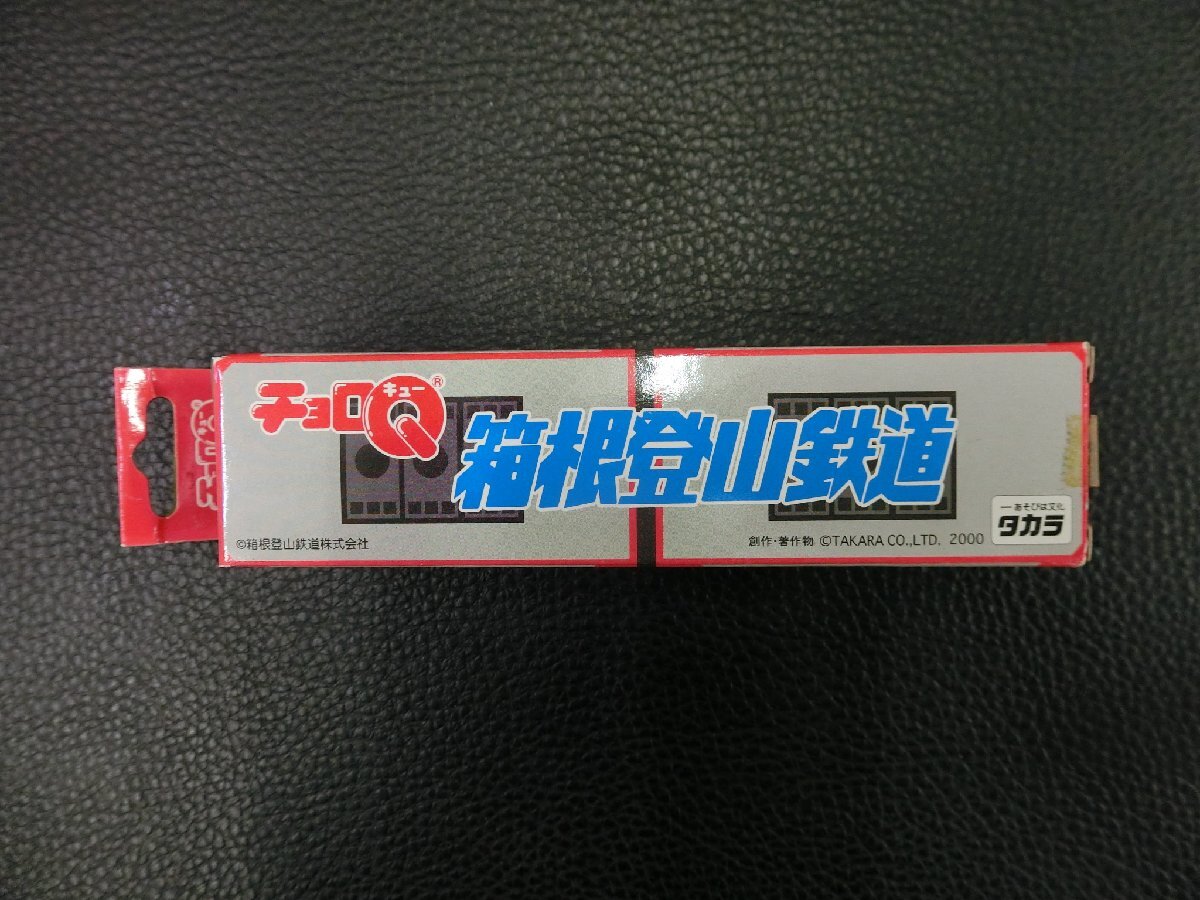 チョロQ®
キュー
箱根登山鉄道
あそびは文化
タカラ
©箱根登山鉄道株式会社
創作・著作物 ©TAKARA CO.,LTD. 2000